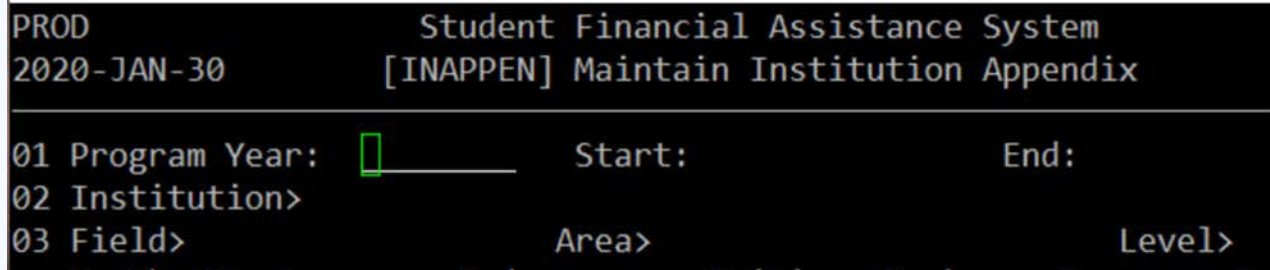 PROD Student Financial Assistance System
2020-JAN-30 [INAPPEN] Maintain Institution Appendix
01 Program Year: Start: End:
02 Institution>
03 Field> Area> Level>